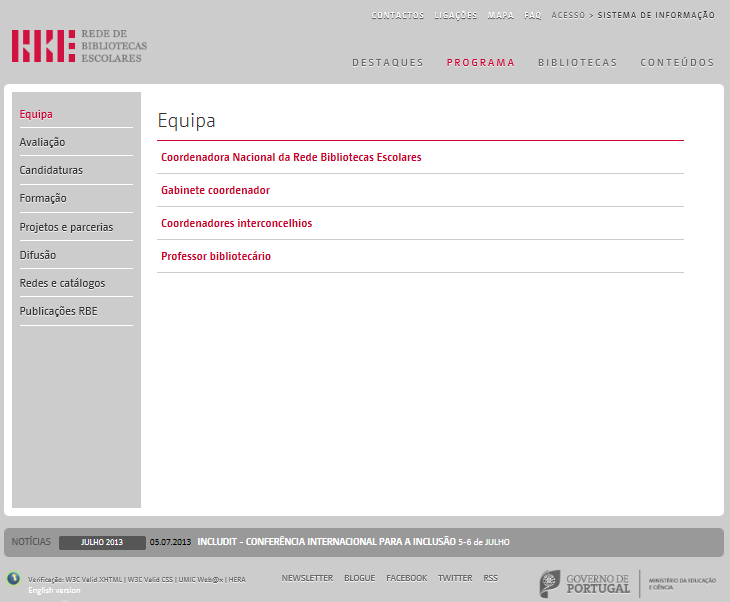 CONTACTOS LIGAÇÕES MAPA FAQ ACESSO > SISTEMA DE INFORMAÇÃO
RBE REDE DE
BIBLIOTECAS
ESCOLARES
DESTAQUES PROGRAMA BIBLIOTECAS CONTEÚDOS
Equipa
Avaliação
Candidaturas
Formação
Projetos e parcerias
Difusão
Redes e catálogos
Publicações RBE
Equipa
Coordenadora Nacional da Rede Bibliotecas Escolares
Gabinete coordenador
Coordenadores interconcelhios
Professor bibliotecário
NOTÍCIAS JULHO 2013 05.07.2013 INCLUDIT - CONFERÊNCIA INTERNACIONAL PARA A INCLUSÃO 5-6 de JULHO
Verificação: W3C Valid XHTML | W3C Valid CSS | UMIC Web@x | HERA
English version
NEWSLETTER BLOGUE FACEBOOK TWITTER RSS
GOVERNO DE
PORTUGAL
MINISTÉRIO DA EDUCAÇÃO
E CIÊNCIA